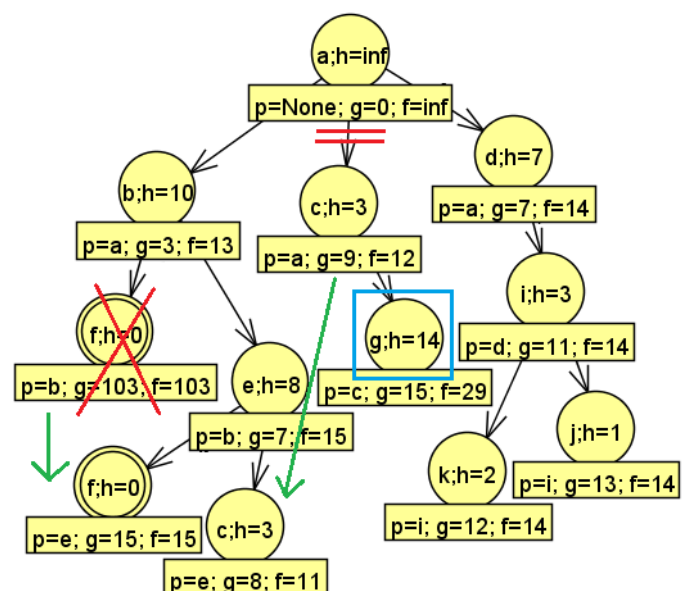 a;h=inf
p=None; g=0; f=inf
b;h=10
p=a; g=3; f=13
c;h=3
p=a; g=9; f=12
d;h=7
p=a; g=7; f=14
f;h=0
p=b; g=103; f=103
e;h=8
p=b; g=7; f=15
g;h=14
p=c; g=15; f=29
i;h=3
p=d; g=11; f=14
f;h=0
p=e; g=15; f=15
c;h=3
p=e; g=8; f=11
k;h=2
p=i; g=12; f=14
j;h=1
p=i; g=13; f=14